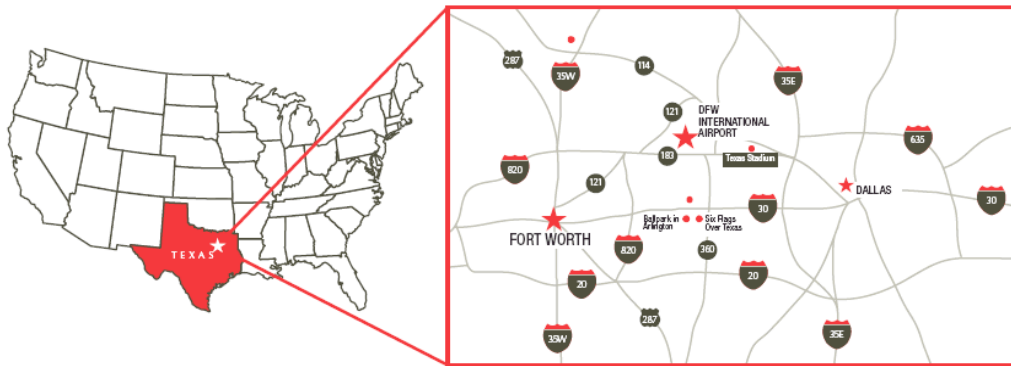 TEXAS
287
35W
114
35E
121
DFW
INTERNATIONAL
AIRPORT
635
183
Texas Stadium
820
121
DALLAS
30
30
Ballpark in
Arlington
Six Flags
Over Texas
FORT WORTH
820
360
20
20
287
35W
35E